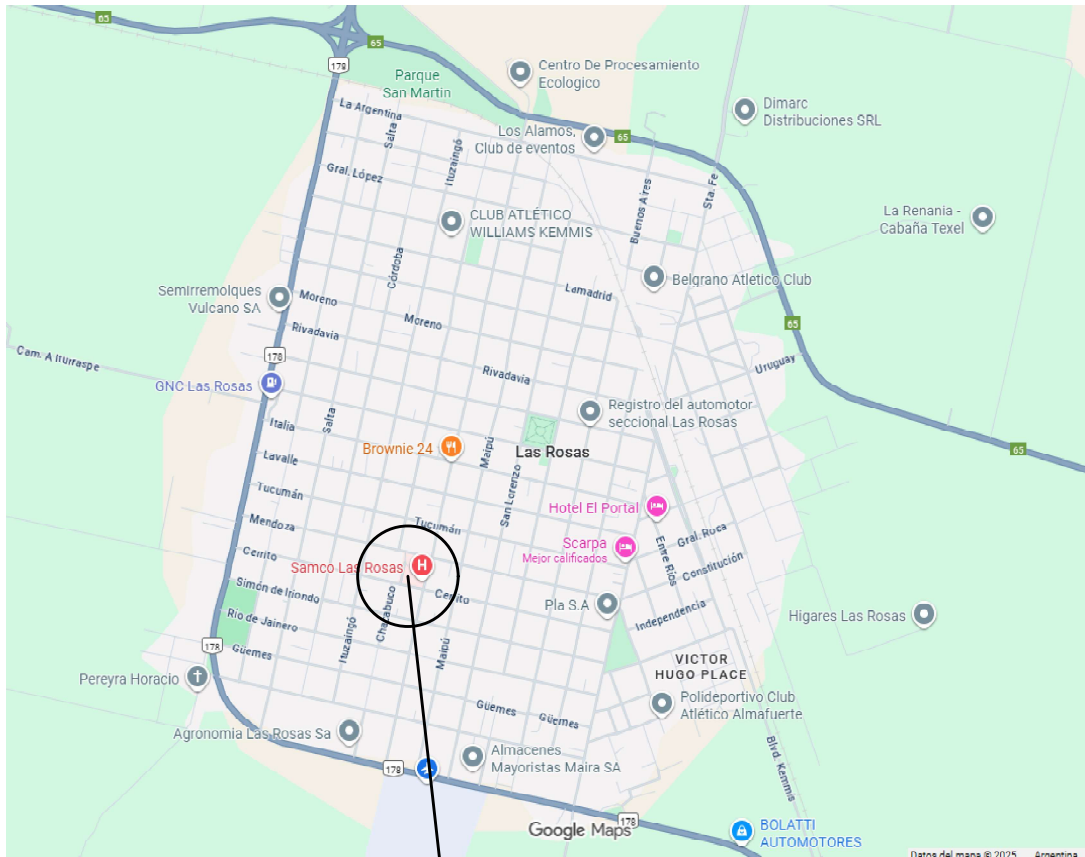 65
65
178
Parque
San Martin
Centro De Procesamiento
Ecologico
La Argentina
Salta
Ituzaingó
Los Alamos,
Club de eventos
65
Dimarc
Distribuciones SRL
Gral. López
Buenos Aires
Sta. Fe
CLUB ATLÉTICO
WILLIAMS KEMMIS
La Renania -
Cabaña Texel
Córdoba
Belgrano Atletico Club
Semirremolques
Vulcano SA
Moreno
Lamadrid
Moreno
Rivadavia
65
178
Cam. A Iturraspe
GNC Las Rosas
Rivadavia
Uruguay
Registro del automotor
seccional Las Rosas
Italia
Salta
Brownie 24
Maipú
Las Rosas
65
Lavalle
San Lorenzo
Tucumán
Hotel El Portal
Mendoza
Tucumán
Scarpa
Mejor calificados
Entre Ríos
Gral. Roca
Cerrito
Samco Las Rosas
H
Constitución
Simón de Iriondo
Cerrito
Pla S.A
Independencia
Higares Las Rosas
Río de Jainero
Ituzaingó
Chacabuco
Maipú
178
Güemes
VICTOR
HUGO PLACE
Pereyra Horacio
Güemes
Güemes
Polideportivo Club
Atlético Almafuerte
Agronomia Las Rosas Sa
Almacenes
Mayoristas Maira SA
Blvd. Kemmis
178
178
Google Maps
BOLATTI
AUTOMOTORES
Datos del mapa © 2025
Argentina